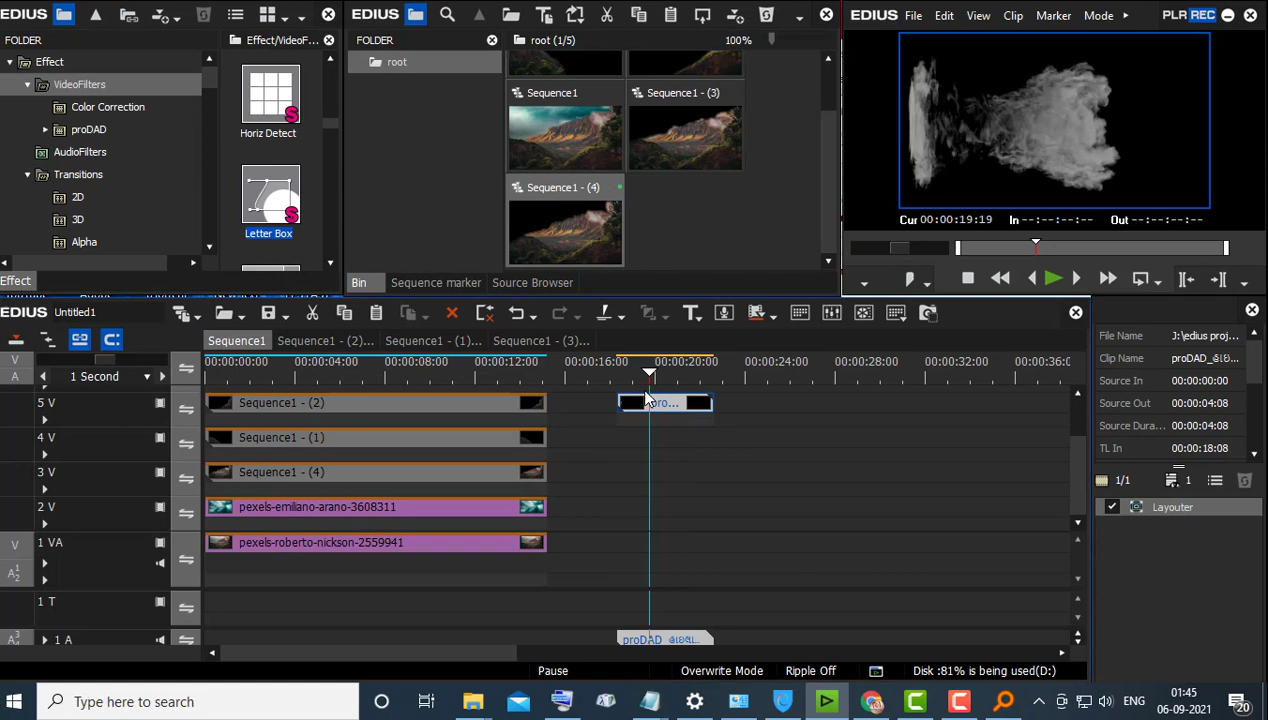 FOLDER
Effect/VideoF...
Effect
VideoFilters
Color Correction
proDAD
AudioFilters
Transitions
2D
3D
Alpha
Effect
Horiz Detect
Letter Box
EDIUS
FOLDER
root (1/5)
100%
root
Sequence1
Sequence1 - (3)
Sequence1 - (4)
Bin
Sequence marker
Source Browser
EDIUS File Edit View Clip Marker Mode PLR REC
Cur 00:00:19:19 In --:--:--:-- Out --:--:--:--
EDIUS Untitled1
Sequence1
Sequence1 - (2)...
Sequence1 - (1)...
Sequence1 - (3)...
V
A
1 Second
00:00:00:00 00:00:04:00 00:00:08:00 00:00:12:00 00:00:16:00 00:00:20:00 00:00:24:00 00:00:28:00 00:00:32:00 00:00:36:0
5 V
Sequence1 - (2)
4 V
Sequence1 - (1)
3 V
Sequence1 - (4)
2 V
pexels-emiliano-arano-3608311
V
1 VA
pexels-roberto-nickson-2559941
A
1 T
1 A
Pause
Overwrite Mode
Ripple Off
Disk :81% is being used(D:)
File Name J:\edius proj...
Source In 00:00:00:00
Source Out 00:00:04:08
Source Dura... 00:00:04:08
TL In 00:00:18:08
1/1
1
Layouter
Type here to search
ENG
01:45
06-09-2021
20